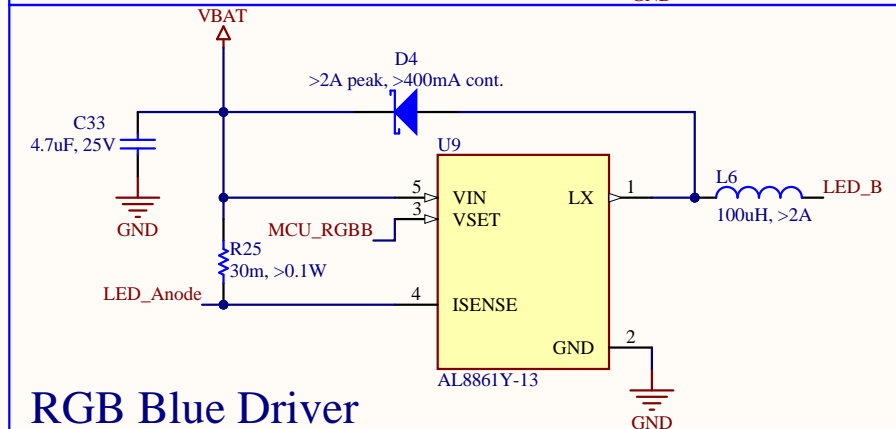 GND
VBAT
D4
>2A peak, >400mA cont.
C33
4.7uF, 25V
GND
U9
5
VIN
LX
1
L6
LED_B
100uH, >2A
3
VSET
MCU_RGBB
R25
30m, >0.1W
LED_Anode
4
ISENSE
GND
2
AL8861Y-13
GND
RGB Blue Driver